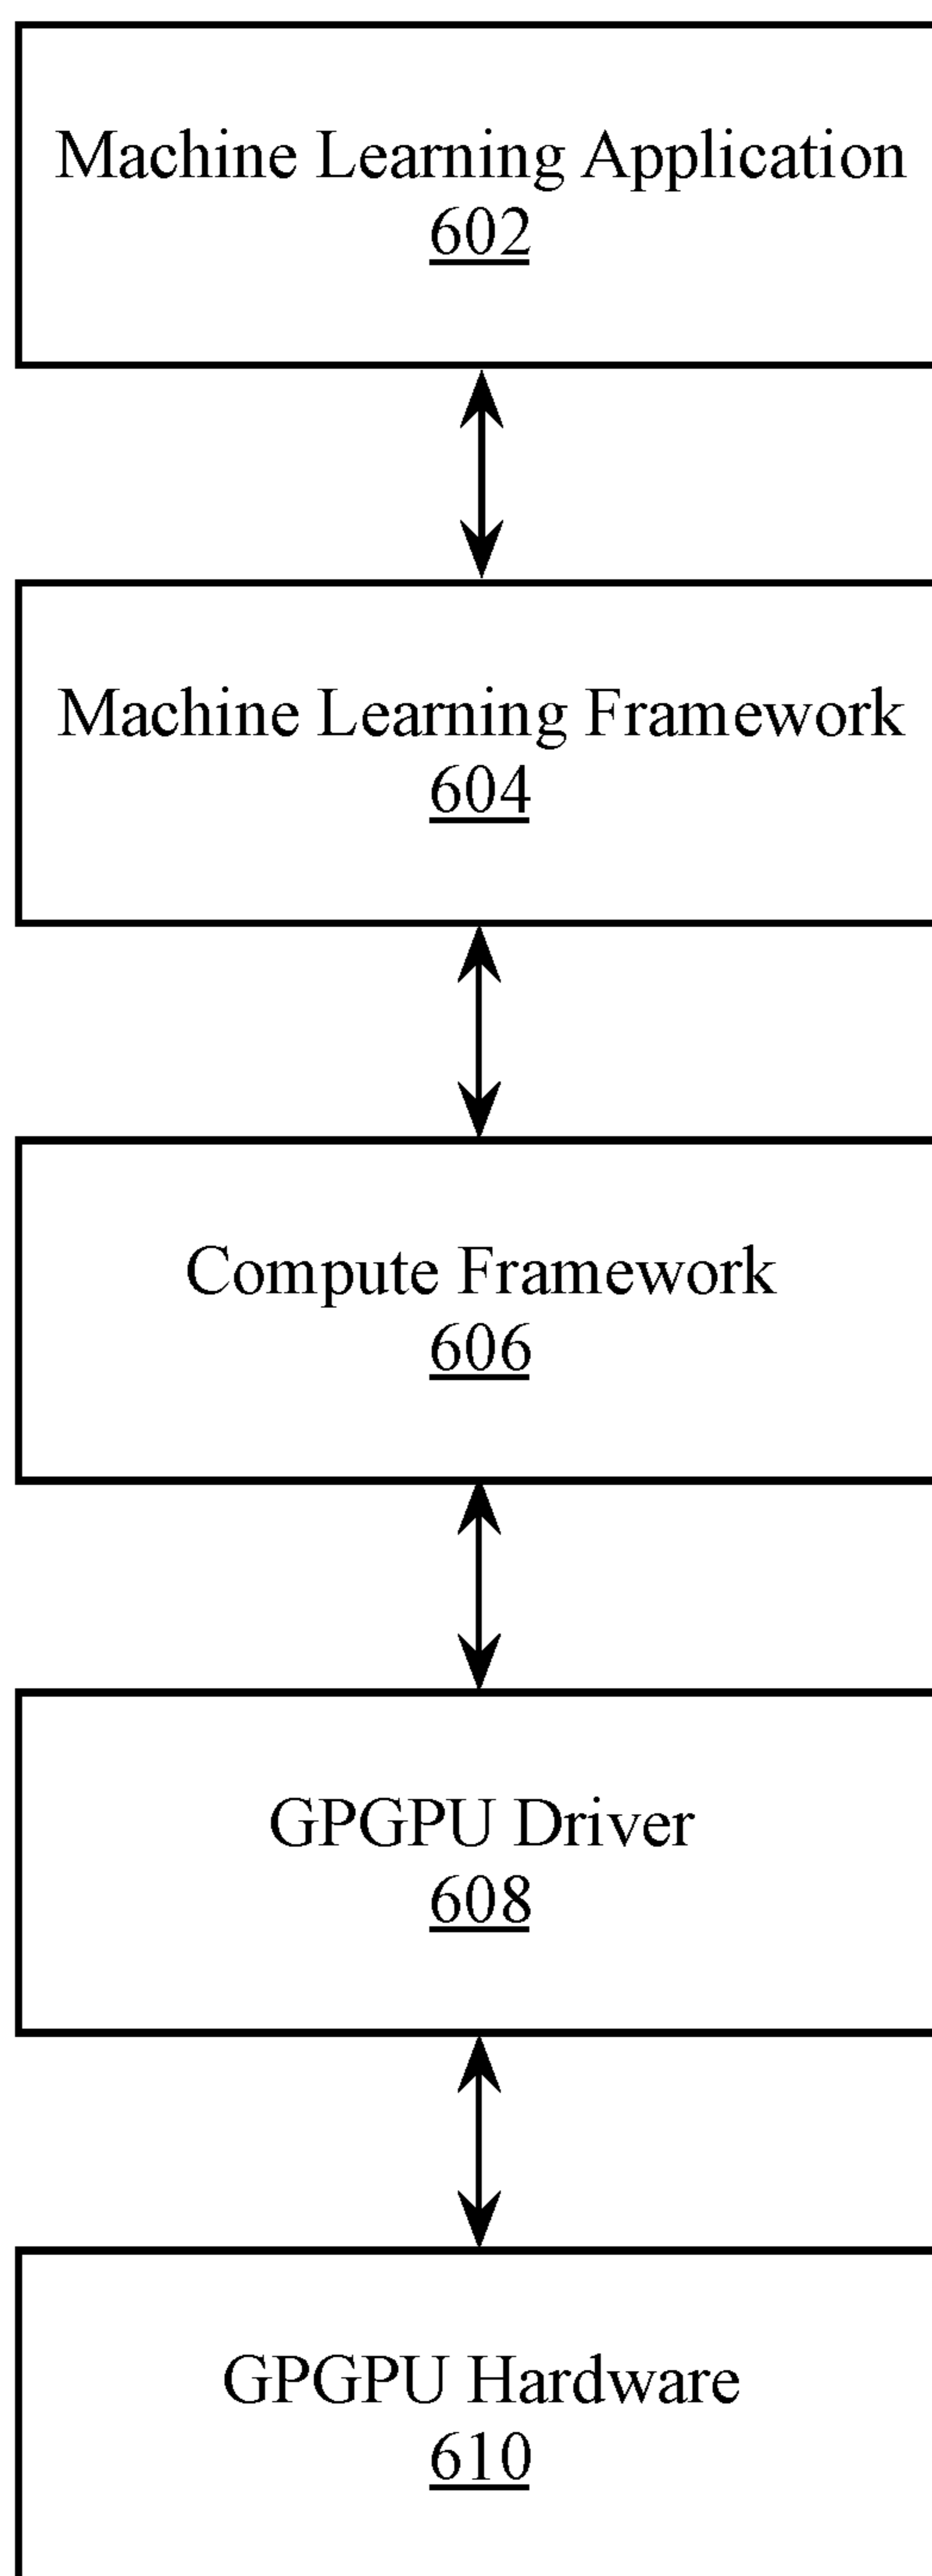 Machine Learning Application
602
Machine Learning Framework
604
Compute Framework
606
GPGPU Driver
608
GPGPU Hardware
610